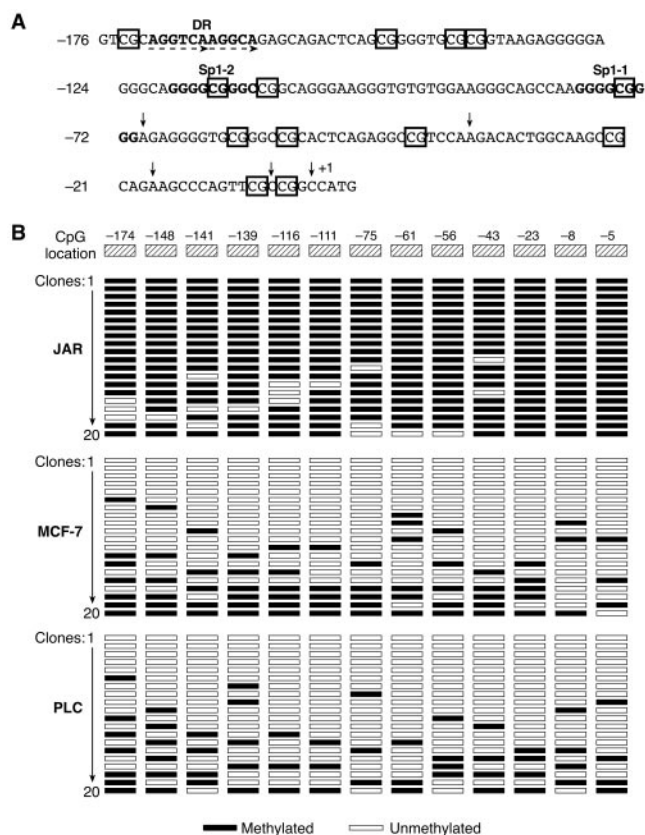 A
DR
−176 GTCGCAGGTCAAGGCAGAGCAGACTCAGCGGGGTGCGCGGTAAGAGGGGGA
Sp1-2 Sp1-1
−124 GGGCAGGGGCGGGCCGGCAGGGAAGGGTGTGTGGAAGGGCAGCCAAGGGGCGG
−72 GGAGAGGGGTGCGGGCCGCACTCAGAGGCCGTCCAAGACACTGGCAAGCCG
+1
−21 CAGAAGCCCAGTTCGCCGGCCATG
B
CpG location −174 −148 −141 −139 −116 −111 −75 −61 −56 −43 −23 −8 −5
Clones: 1
JAR
20
Clones: 1
MCF-7
20
Clones: 1
PLC
20
Methylated Unmethylated